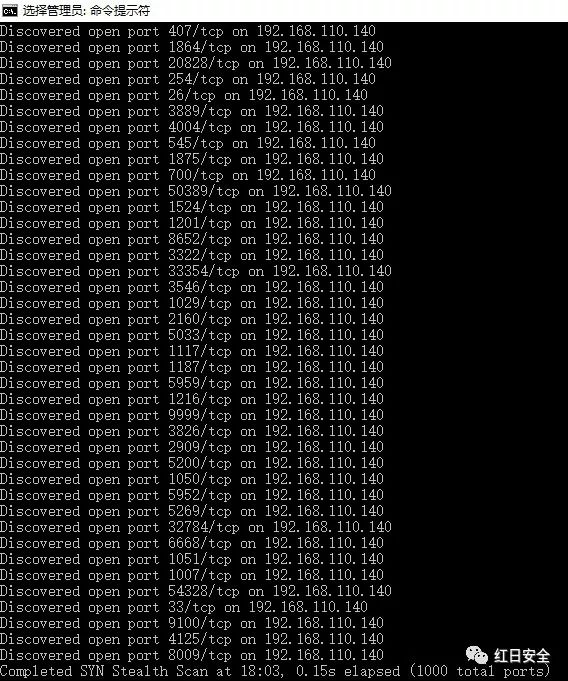 选择管理员: 命令提示符
Discovered open port 407/tcp on 192.168.110.140
Discovered open port 1864/tcp on 192.168.110.140
Discovered open port 20828/tcp on 192.168.110.140
Discovered open port 254/tcp on 192.168.110.140
Discovered open port 26/tcp on 192.168.110.140
Discovered open port 3889/tcp on 192.168.110.140
Discovered open port 4004/tcp on 192.168.110.140
Discovered open port 545/tcp on 192.168.110.140
Discovered open port 1875/tcp on 192.168.110.140
Discovered open port 700/tcp on 192.168.110.140
Discovered open port 50389/tcp on 192.168.110.140
Discovered open port 1524/tcp on 192.168.110.140
Discovered open port 1201/tcp on 192.168.110.140
Discovered open port 8652/tcp on 192.168.110.140
Discovered open port 3322/tcp on 192.168.110.140
Discovered open port 33354/tcp on 192.168.110.140
Discovered open port 3546/tcp on 192.168.110.140
Discovered open port 1029/tcp on 192.168.110.140
Discovered open port 2160/tcp on 192.168.110.140
Discovered open port 5033/tcp on 192.168.110.140
Discovered open port 1117/tcp on 192.168.110.140
Discovered open port 1187/tcp on 192.168.110.140
Discovered open port 5959/tcp on 192.168.110.140
Discovered open port 1216/tcp on 192.168.110.140
Discovered open port 9999/tcp on 192.168.110.140
Discovered open port 3826/tcp on 192.168.110.140
Discovered open port 2909/tcp on 192.168.110.140
Discovered open port 5200/tcp on 192.168.110.140
Discovered open port 1050/tcp on 192.168.110.140
Discovered open port 5952/tcp on 192.168.110.140
Discovered open port 5269/tcp on 192.168.110.140
Discovered open port 32784/tcp on 192.168.110.140
Discovered open port 6668/tcp on 192.168.110.140
Discovered open port 1051/tcp on 192.168.110.140
Discovered open port 1007/tcp on 192.168.110.140
Discovered open port 54328/tcp on 192.168.110.140
Discovered open port 33/tcp on 192.168.110.140
Discovered open port 9100/tcp on 192.168.110.140
Discovered open port 4125/tcp on 192.168.110.140
Discovered open port 8009/tcp on 192.168.110.140
Completed SYN Stealth Scan at 18:03, 0.15s elapsed (1000 total ports)
红日安全